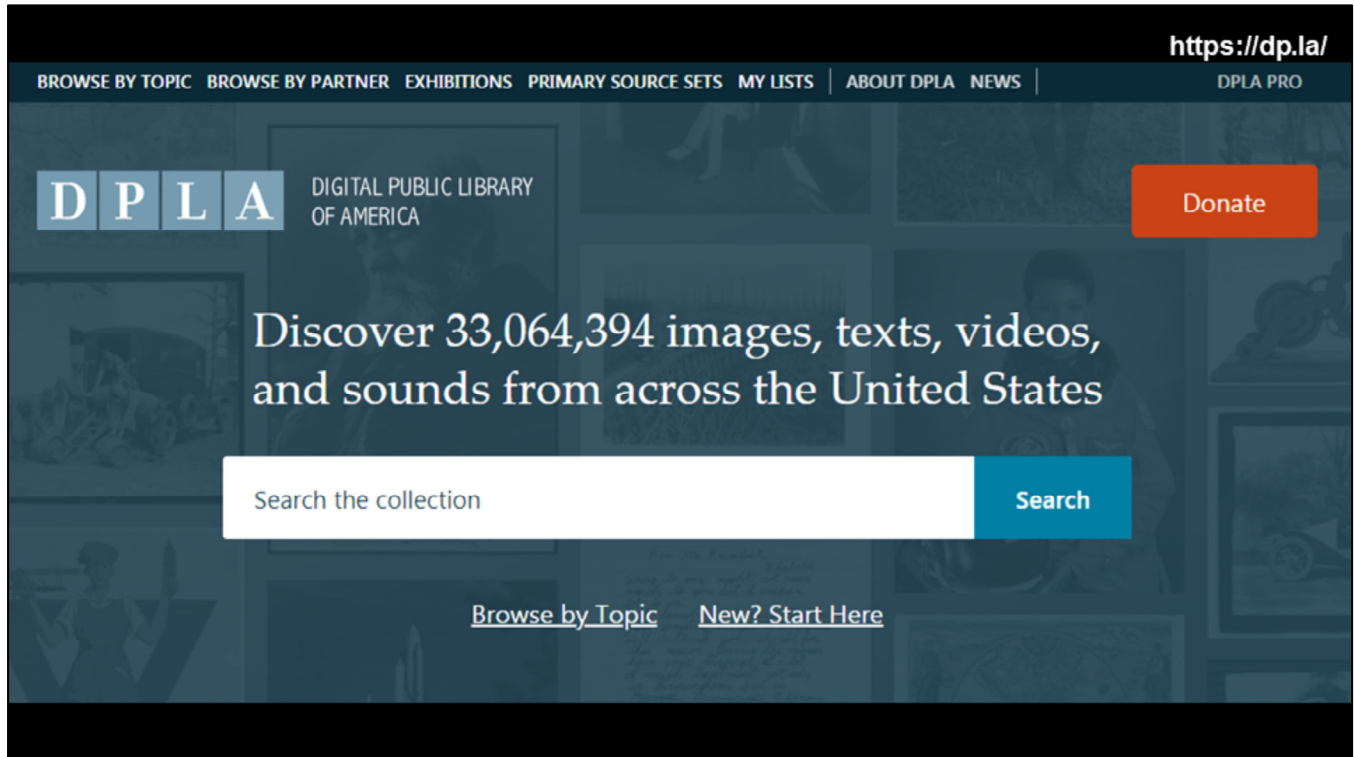 https://dp.la/
BROWSE BY TOPIC BROWSE BY PARTNER EXHIBITIONS PRIMARY SOURCE SETS MY LISTS ABOUT DPLA NEWS DPLA PRO
DPLA
DIGITAL PUBLIC LIBRARY
OF AMERICA
Donate
Discover 33,064,394 images, texts, videos,
and sounds from across the United States
Search the collection Search
Browse by Topic New? Start Here